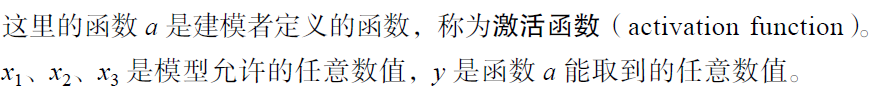 这里的函数 a 是建模者定义的函数，称为激活函数（activation function）。
x₁、x₂、x₃ 是模型允许的任意数值，y 是函数 a 能取到的任意数值。